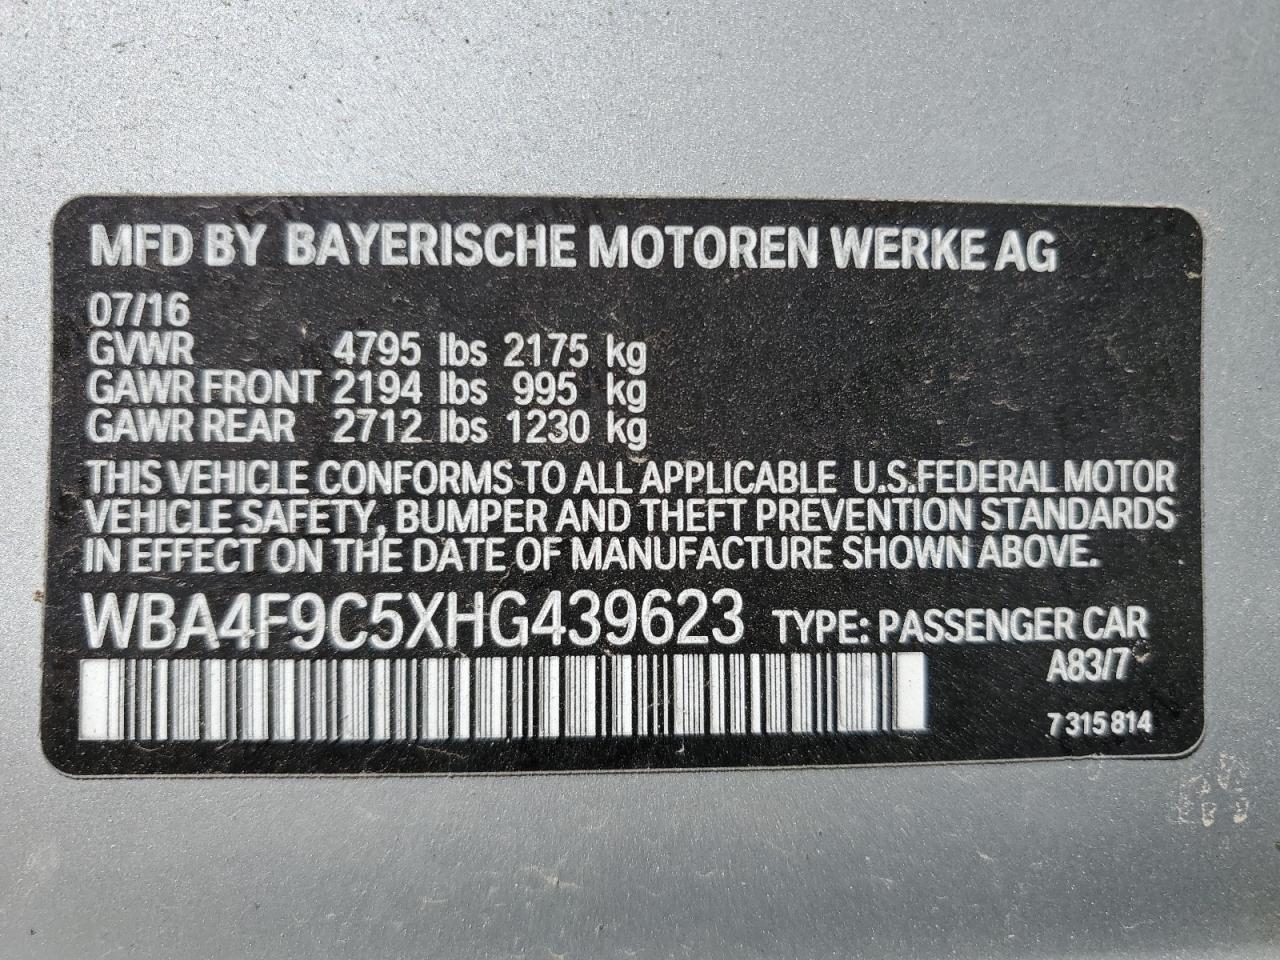 MFD BY BAYERISCHE MOTOREN WERKE AG
07/16
GVWR 4795 lbs 2175 kg
GAWR FRONT 2194 lbs 995 kg
GAWR REAR 2712 lbs 1230 kg
THIS VEHICLE CONFORMS TO ALL APPLICABLE U.S.FEDERAL MOTOR
VEHICLE SAFETY, BUMPER AND THEFT PREVENTION STANDARDS
IN EFFECT ON THE DATE OF MANUFACTURE SHOWN ABOVE.
WBA4F9C5XHG439623 TYPE: PASSENGER CAR
A83/7
7 315 814